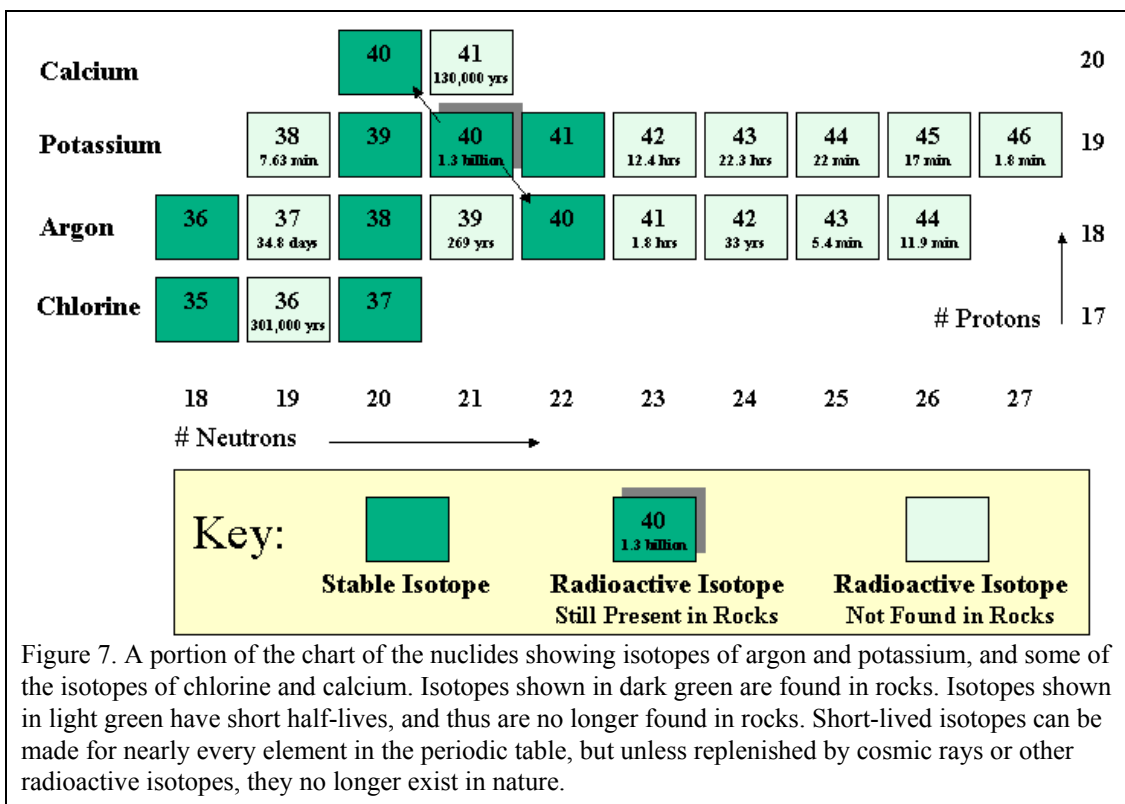 Calcium 40 41 20
130,000 yrs
Potassium 38 39 40 41 42 43 44 45 46 19
7.63 min 1.3 billion 12.4 hrs 22.3 hrs 22 min 17 min 1.8 min
Argon 36 37 38 39 40 41 42 43 44 18
34.8 days 269 yrs 1.8 hrs 33 yrs 5.4 min 11.9 min
Chlorine 35 36 37 # Protons 17
301,000 yrs
18 19 20 21 22 23 24 25 26 27
# Neutrons
Key:
40
1.3 billion
Stable Isotope Radioactive Isotope Radioactive Isotope
Still Present in Rocks Not Found in Rocks
Figure 7. A portion of the chart of the nuclides showing isotopes of argon and potassium, and some of
the isotopes of chlorine and calcium. Isotopes shown in dark green are found in rocks. Isotopes shown
in light green have short half-lives, and thus are no longer found in rocks. Short-lived isotopes can be
made for nearly every element in the periodic table, but unless replenished by cosmic rays or other
radioactive isotopes, they no longer exist in nature.